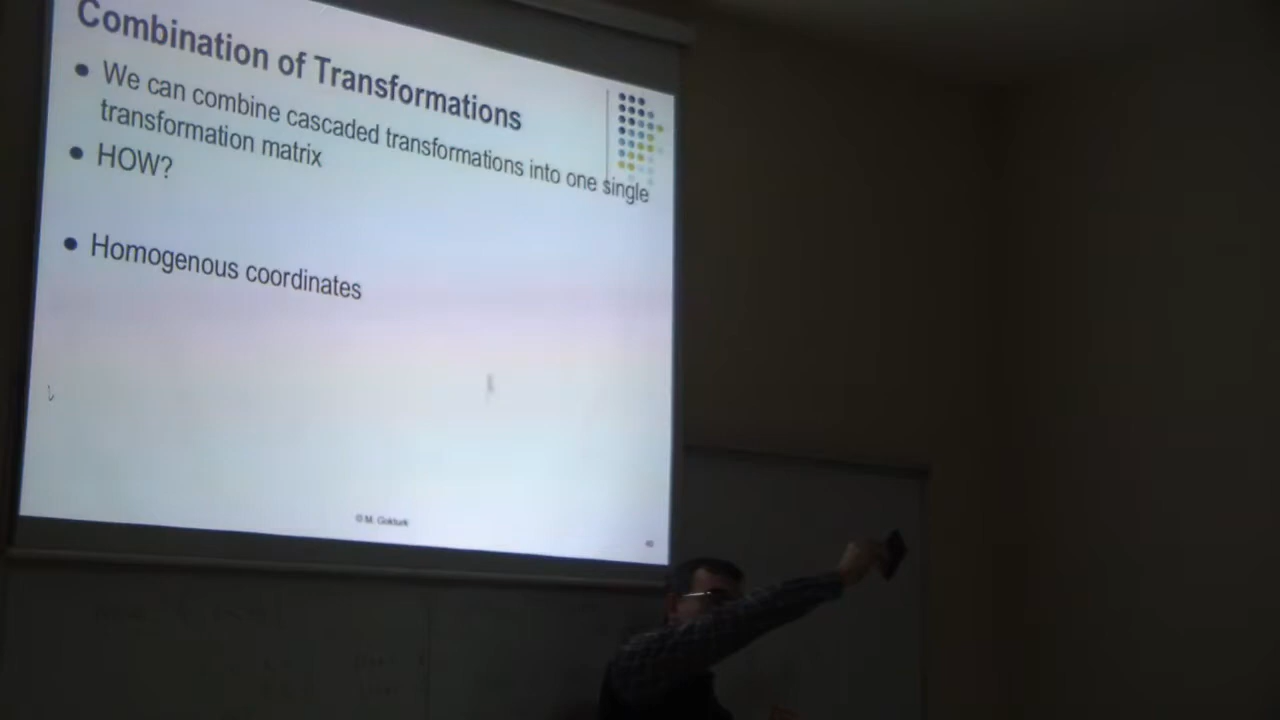 Combination of Transformations
We can combine cascaded transformations into one single
transformation matrix
HOW?
Homogenous coordinates
© M. Gokturk